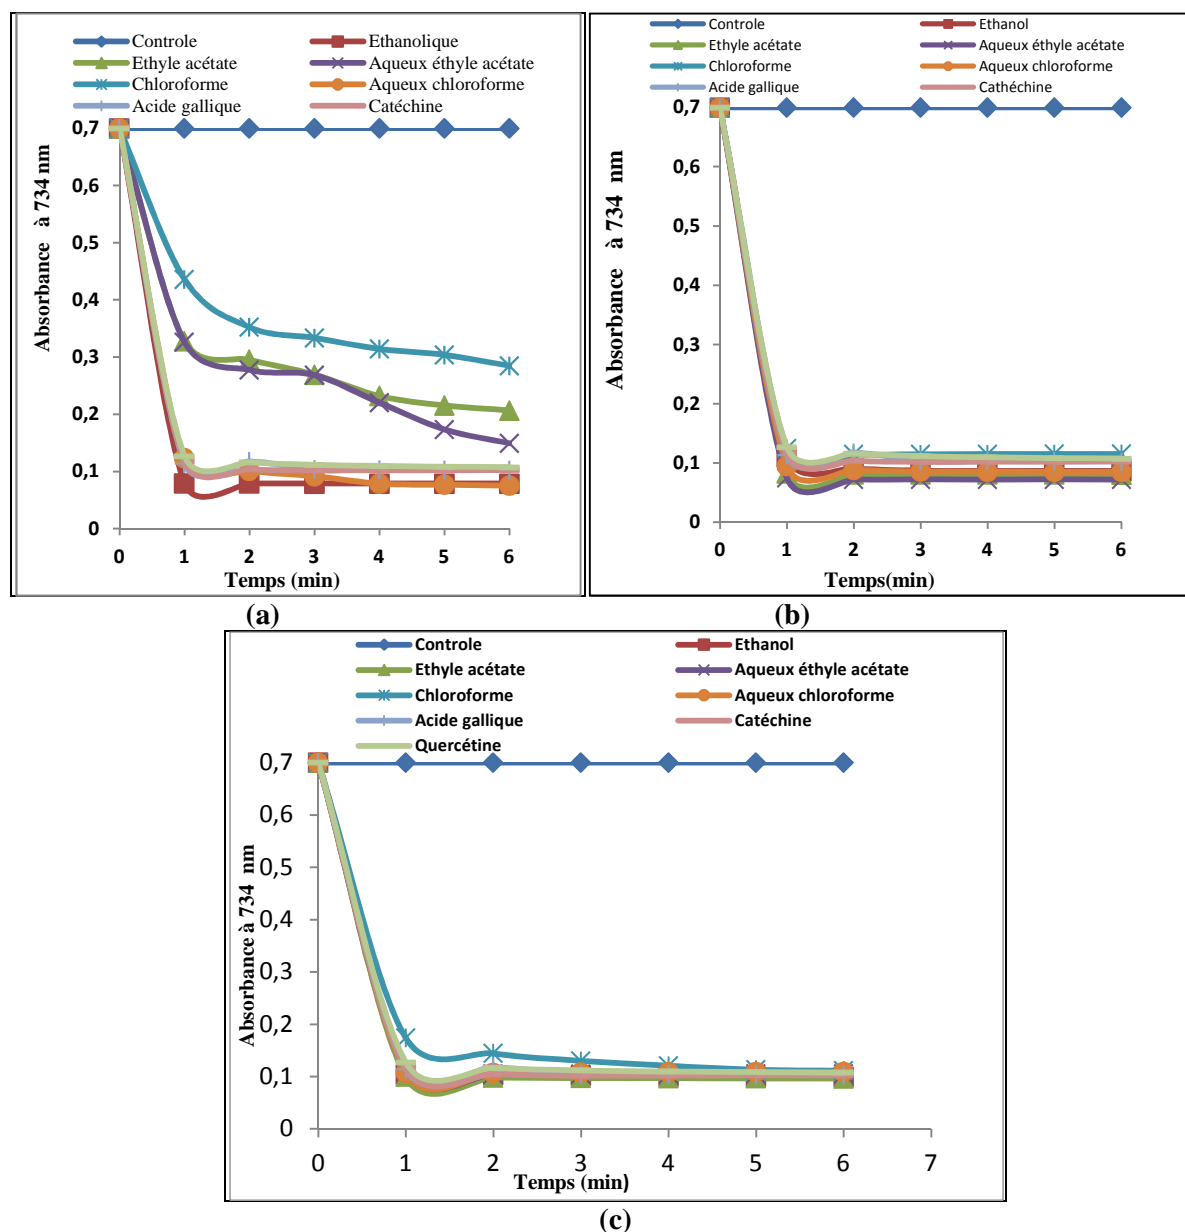 Controle Ethanolique
Ethyle acétate Aqueux éthyle acétate
Chloroforme Aqueux chloroforme
Acide gallique Catéchine
0,7
0,6
0,5
0,4
0,3
0,2
0,1
0
Absorbance à 734 nm
0 1 2 3 4 5 6
Temps (min)
(a)
Controle Ethanol
Ethyle acétate Aqueux éthyle acétate
Chloroforme Aqueux chloroforme
Acide gallique Cathéchine
0,7
0,6
0,5
0,4
0,3
0,2
0,1
0
Absorbance à 734 nm
0 1 2 3 4 5 6
Temps(min)
(b)
Controle Ethanol
Ethyle acétate Aqueux éthyle acétate
Chloroforme Aqueux chloroforme
Acide gallique Catéchine
Quercétine
0,7
0,6
0,5
0,4
0,3
0,2
0,1
0
Absorbance à 734 nm
0 1 2 3 4 5 6 7
Temps (min)
(c)